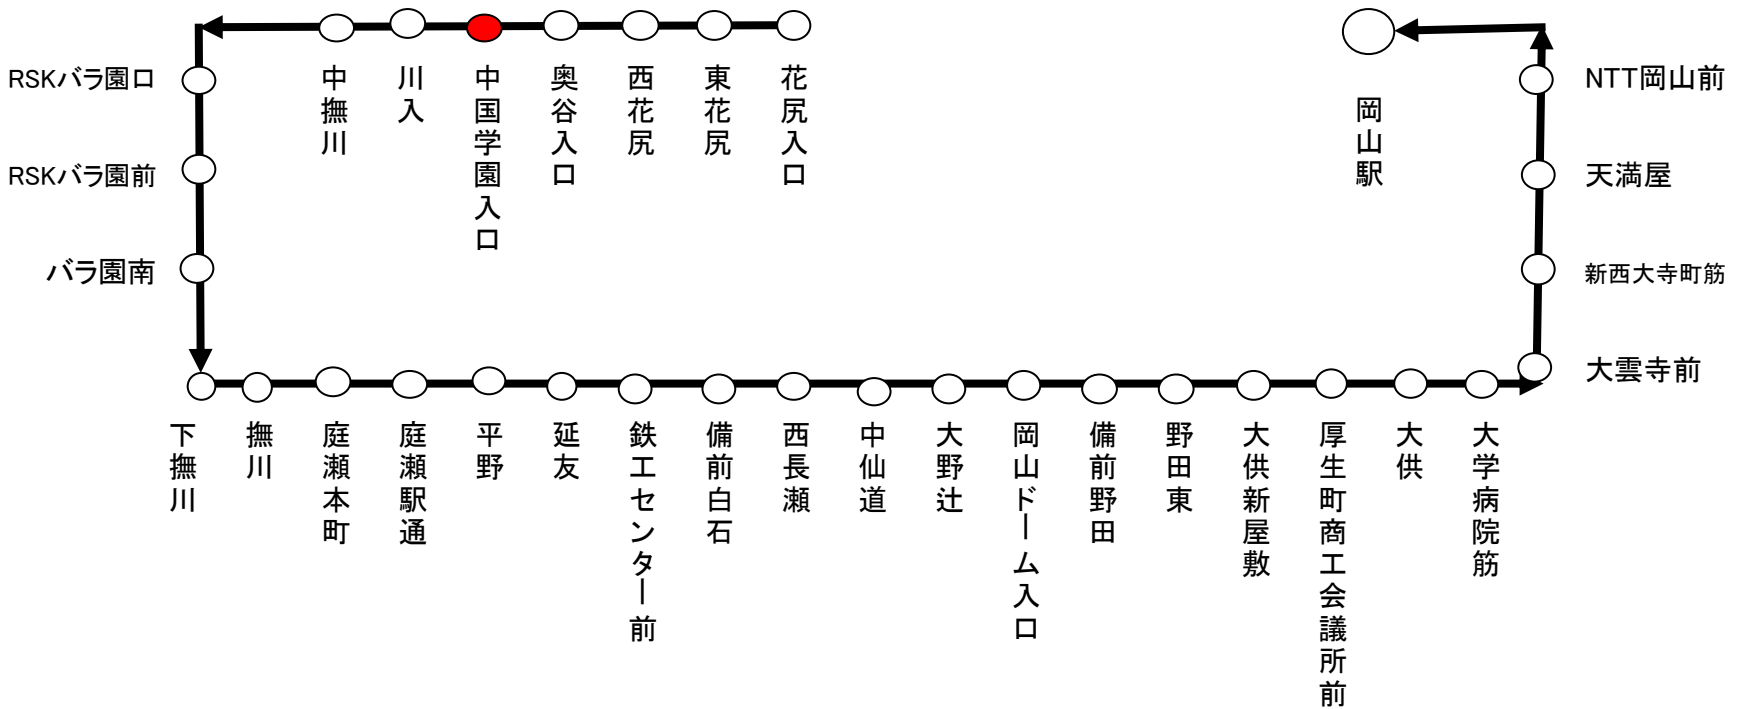 花尻入口
東花尻
西花尻
奥谷入口
中国学園入口
川入
中撫川
RSKバラ園口
RSKバラ園前
バラ園南
下撫川
撫川
庭瀬本町
庭瀬駅通
平野
延友
鉄工センター前
備前白石
西長瀬
中仙道
大野辻
岡山ドーム入口
備前野田
野田東
大供新屋敷
厚生町商工会議所前
大供
大学病院筋
大雲寺前
新西大寺町筋
天満屋
NTT岡山前
岡山駅